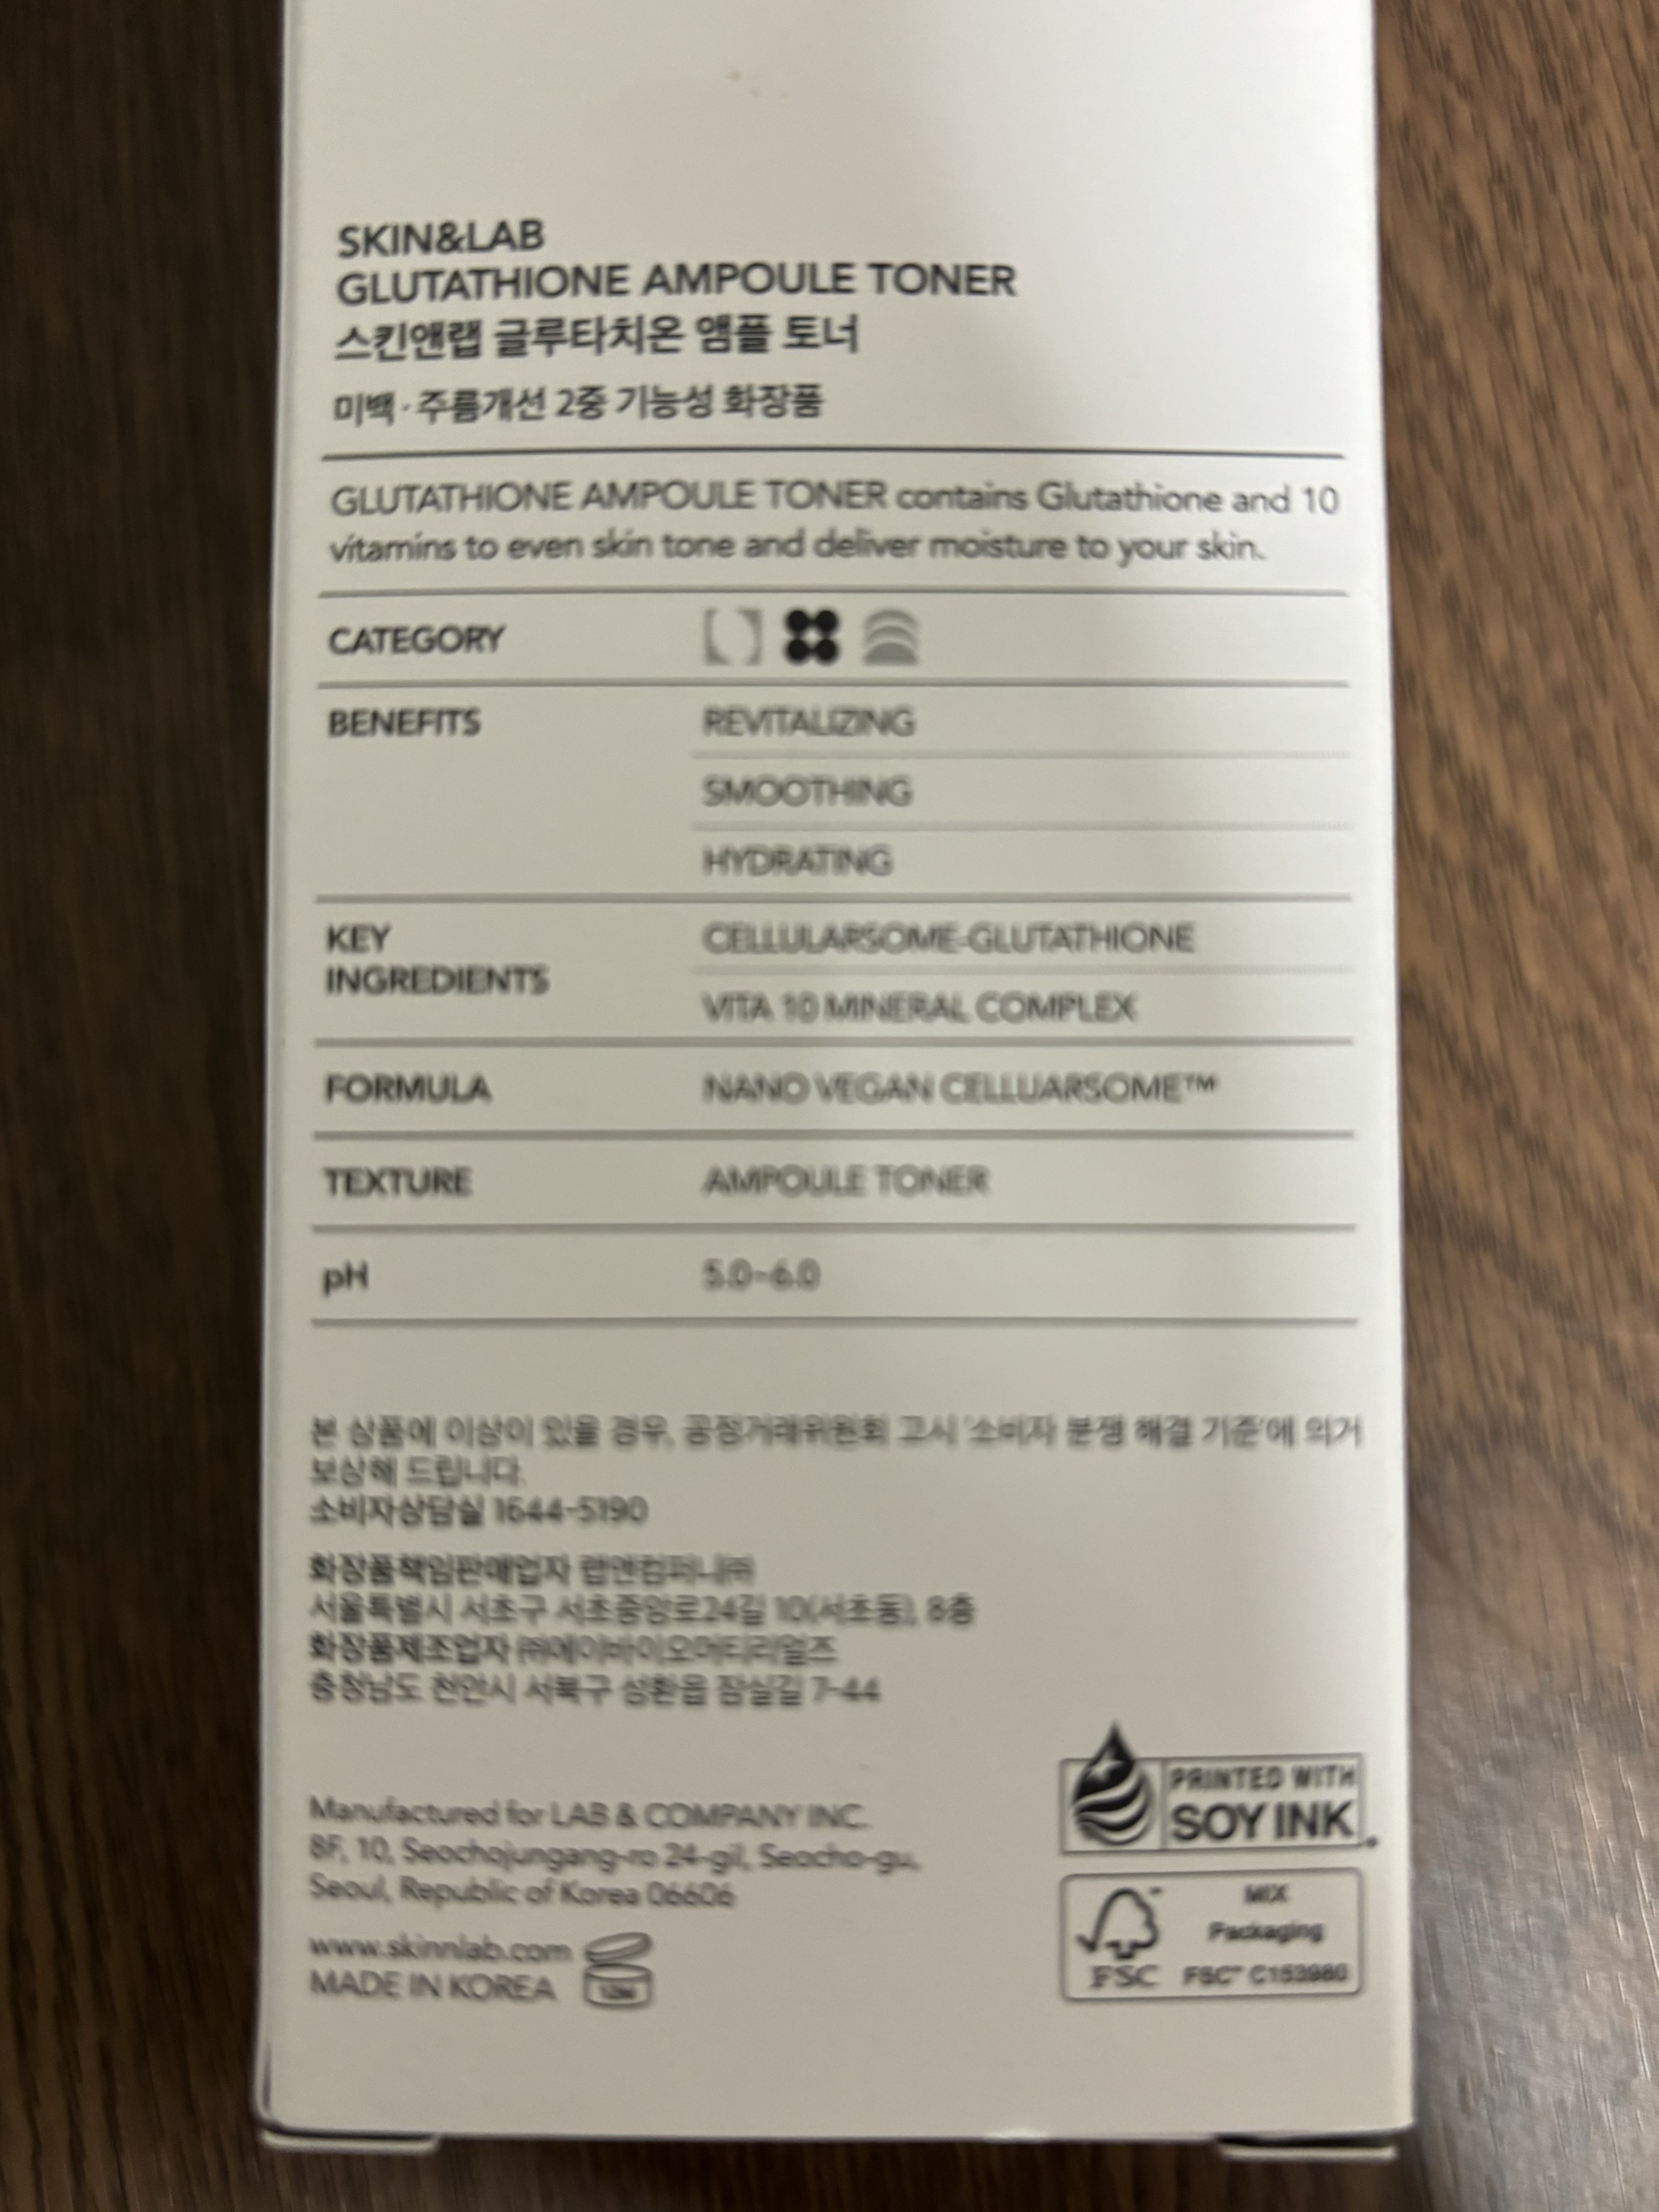 SKIN&LAB
GLUTATHIONE AMPOULE TONER
스킨앤랩 글루타치온 앰플 토너
미백·주름개선 2중 기능성 화장품
GLUTATHIONE AMPOULE TONER contains Glutathione and 10
vitamins to even skin tone and deliver moisture to your skin.
CATEGORY
BENEFITS REVITALIZING
SMOOTHING
HYDRATING
KEY CELLULARSOME-GLUTATHIONE
INGREDIENTS
VITA 10 MINERAL COMPLEX
FORMULA NANO VEGAN CELLUARSOME™
TEXTURE AMPOULE TONER
pH 5.0~6.0
본 상품에 이상이 있을 경우, 공정거래위원회 고시 '소비자 분쟁 해결 기준'에 의거
보상해 드립니다.
소비자상담실 1644-5190
화장품책임판매업자 랩앤컴퍼니㈜
서울특별시 서초구 서초중앙로24길 10(서초동), 8층
화장품제조업자 ㈜에이바이오머티리얼즈
충청남도 천안시 서북구 성환읍 잠실길 7-44
Manufactured for LAB & COMPANY INC.
8F, 10, Seochojungang-ro 24-gil, Seocho-gu,
Seoul, Republic of Korea 06606
www.skinnlab.com
MADE IN KOREA
12M
PRINTED WITH
SOY INK
MIX
Packaging
FSC FSC™ C153980